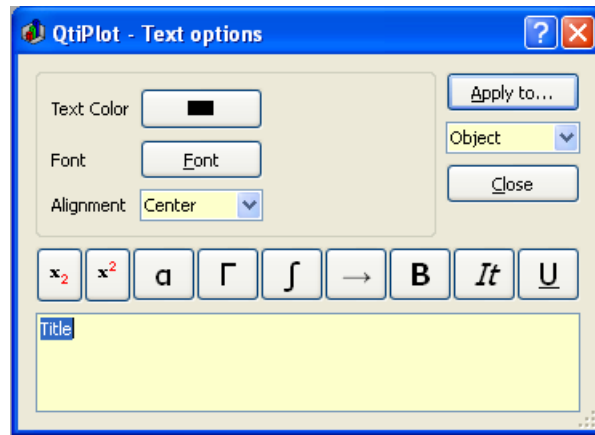 QtiPlot - Text options
Text Color
Apply to...
Object
Font Font
Close
Alignment Center
x₂ x² α Γ ∫ → B It U
Title